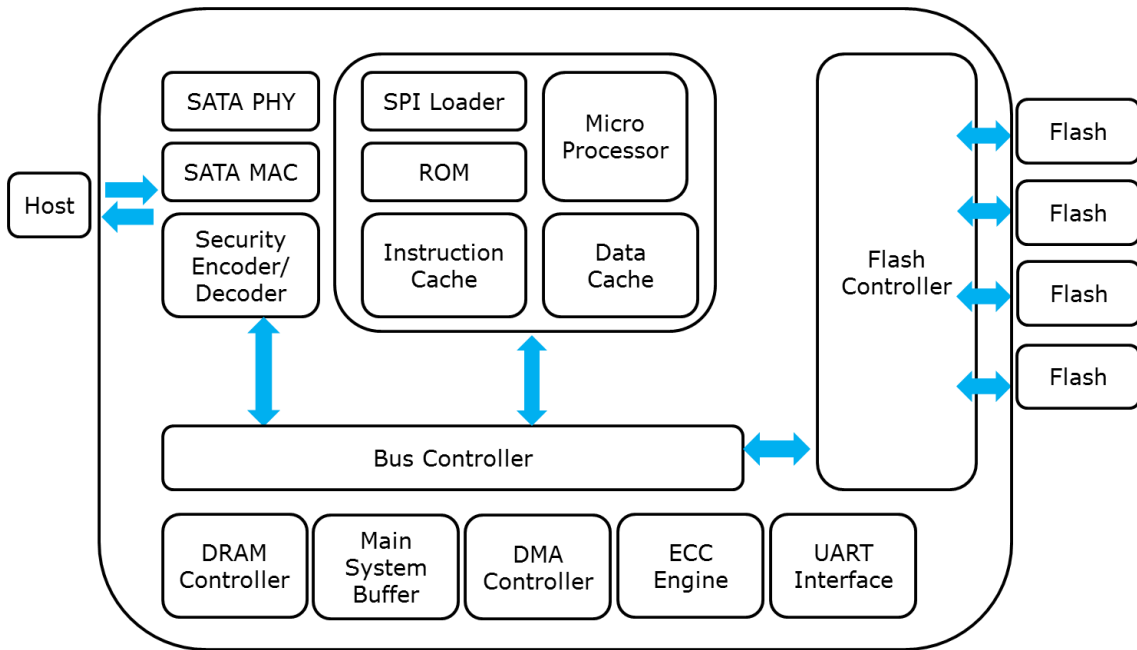 Host
SATA PHY
SATA MAC
Security
Encoder/
Decoder
SPI Loader
ROM
Instruction
Cache
Micro
Processor
Data
Cache
Flash
Controller
Flash
Flash
Flash
Flash
Bus Controller
DRAM
Controller
Main
System
Buffer
DMA
Controller
ECC
Engine
UART
Interface